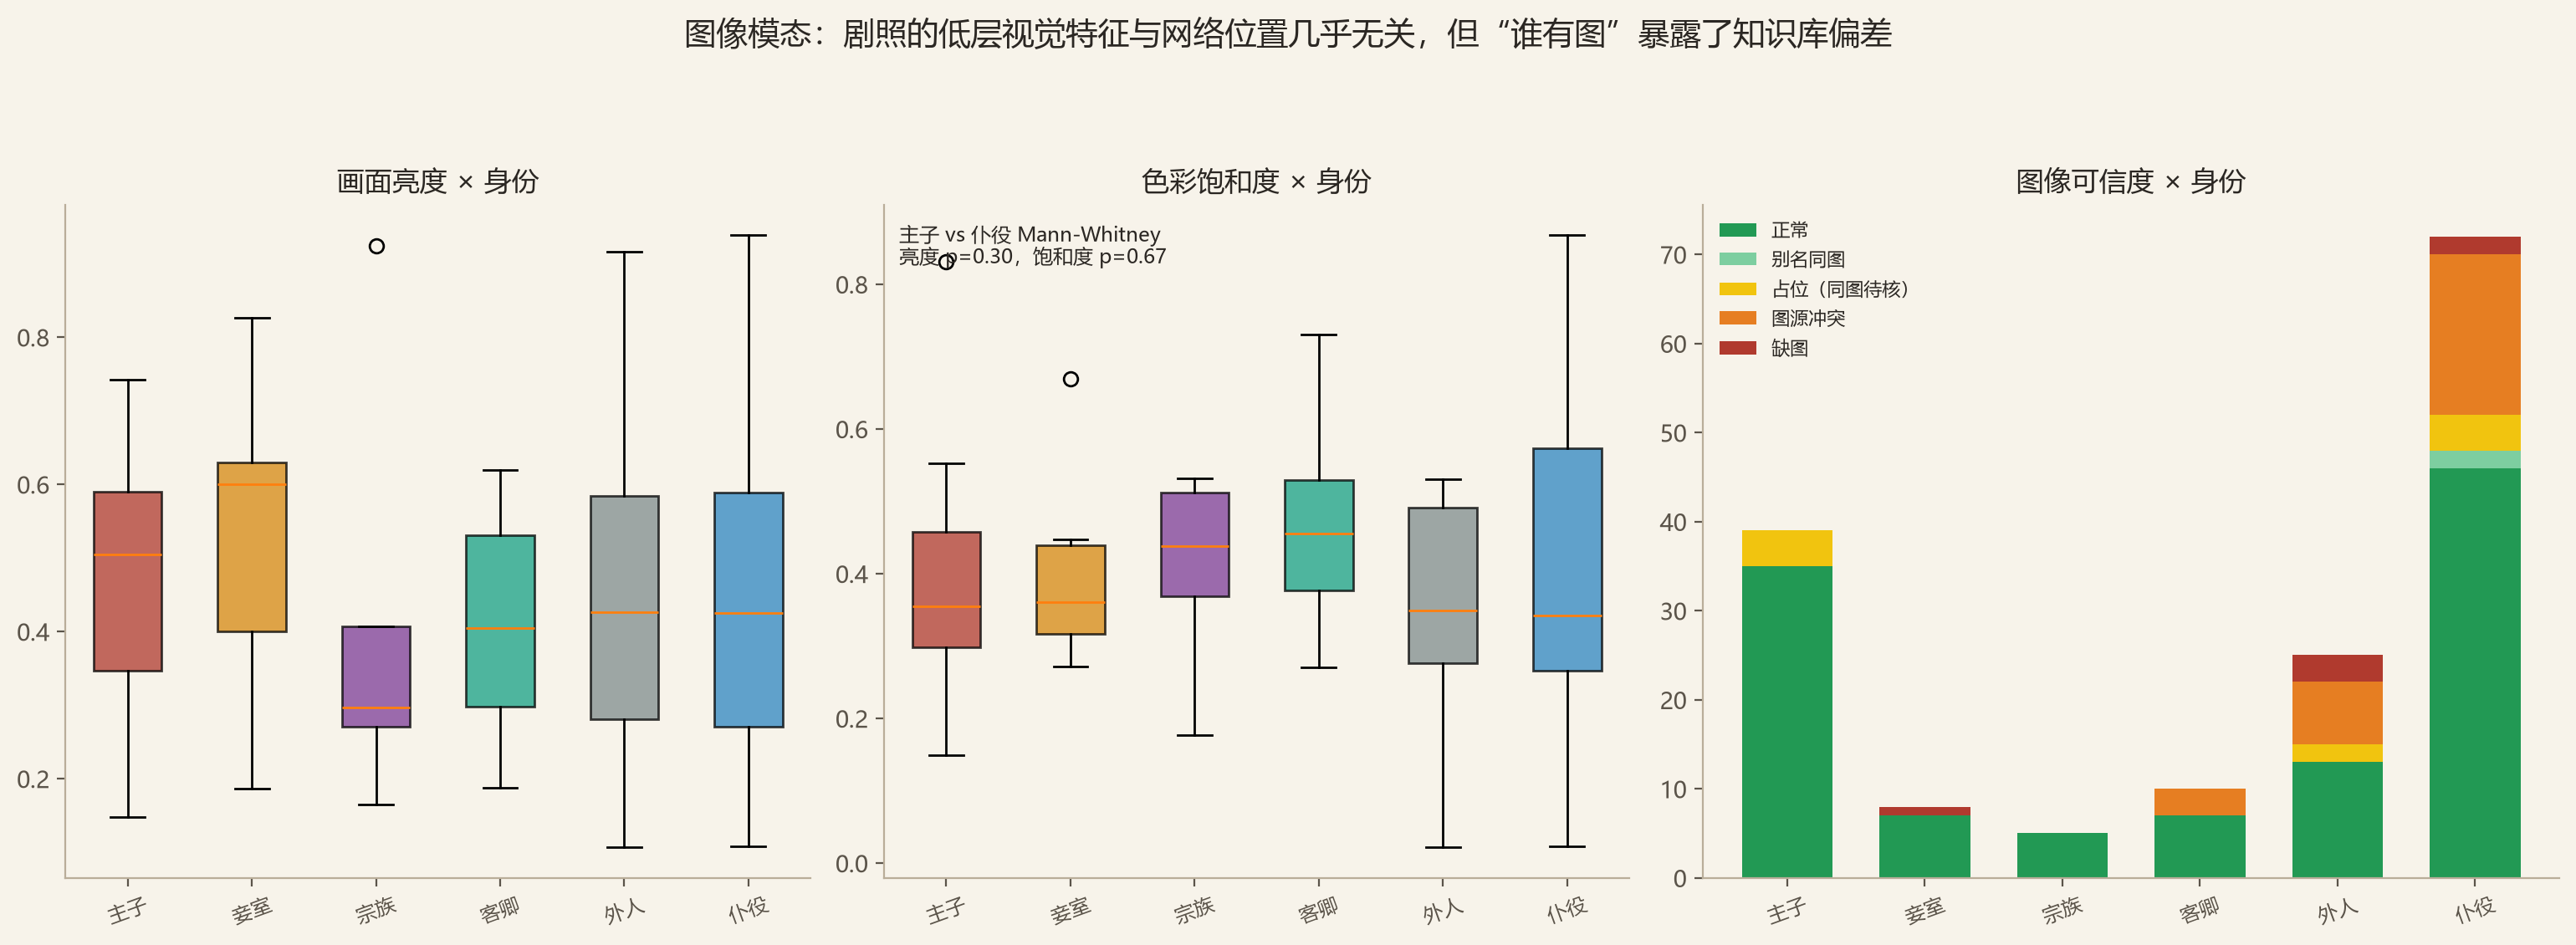 图像模态：剧照的低层视觉特征与网络位置几乎无关，但“谁有图”暴露了知识库偏差
画面亮度 × 身份
0.8
0.6
0.4
0.2
主子
妾室
宗族
客卿
外人
仆役
色彩饱和度 × 身份
主子 vs 仆役 Mann-Whitney
亮度 p=0.30，饱和度 p=0.67
0.8
0.6
0.4
0.2
0.0
主子
妾室
宗族
客卿
外人
仆役
图像可信度 × 身份
正常
别名同图
占位（同图待核）
图源冲突
缺图
70
60
50
40
30
20
10
0
主子
妾室
宗族
客卿
外人
仆役